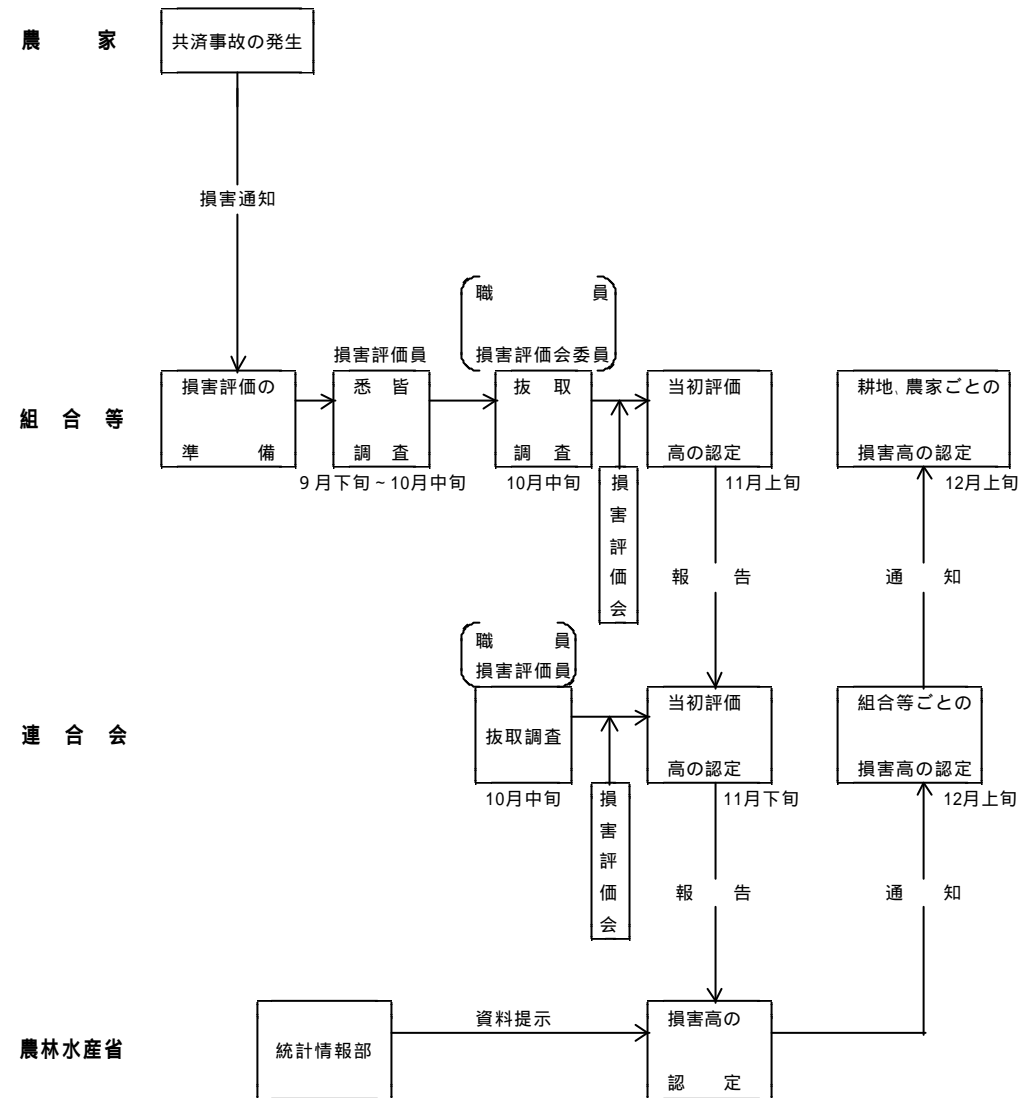 農　　家
共済事故の発生
損害通知
職　　　　員
損害評価会委員
損害評価員
組　合　等
損害評価の
準　　　備
悉　皆
調　査
9月下旬～10月中旬
抜　取
調　査
10月中旬
損害評価会
当初評価
高の認定
11月上旬
耕地、農家ごとの
損害高の認定
12月上旬
報　　告
通　　知
職　　　員
損害評価員
連　合　会
抜取調査
10月中旬
損害評価会
当初評価
高の認定
11月下旬
組合等ごとの
損害高の認定
12月上旬
報　　告
通　　知
農林水産省
統計情報部
資料提示
損害高の
認　　定